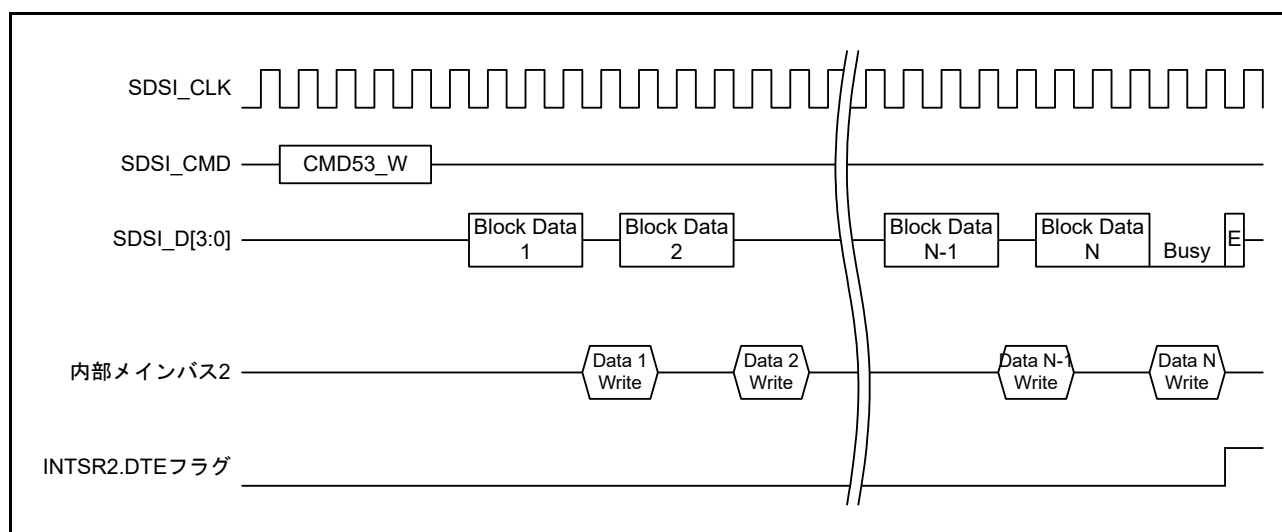 SDSI_CLK
SDSI_CMD
CMD53_W
SDSI_D[3:0]
Block Data
1
Block Data
2
Block Data
N-1
Block Data
N
Busy
E
内部メインバス2
Data 1
Write
Data 2
Write
Data N-1
Write
Data N
Write
INTSR2.DTEフラグ